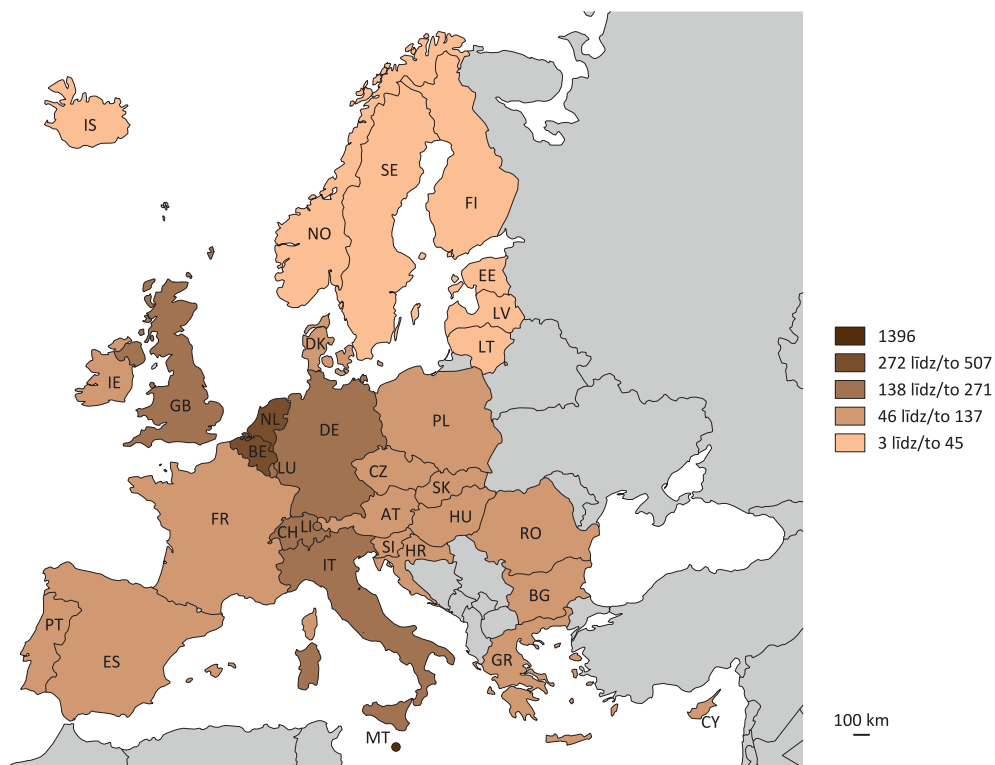 IS
SE
FI
NO
EE
LV
LT
DK
IE
GB
NL
BE
LU
DE
PL
CZ
SK
FR
CH
LI
AT
HU
RO
SI
HR
IT
BG
PT
ES
GR
MT
CY
1396
272 līdz/to 507
138 līdz/to 271
46 līdz/to 137
3 līdz/to 45
100 km